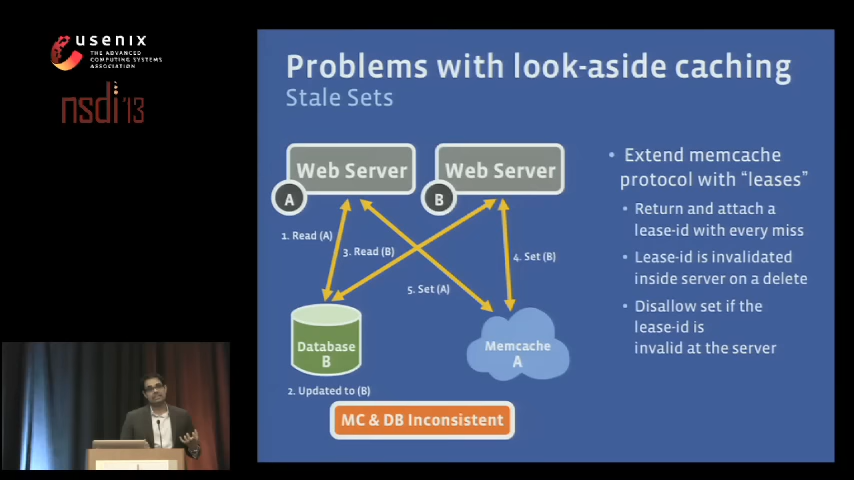 usenix
THE ADVANCED
COMPUTING SYSTEMS
ASSOCIATION
nsdi '13
Problems with look-aside caching
Stale Sets
Web Server
Web Server
A
B
1. Read (A)
3. Read (B)
4. Set (B)
5. Set (A)
Database
B
Memcache
A
2. Updated to (B)
MC & DB Inconsistent
• Extend memcache
protocol with “leases”
• Return and attach a
lease-id with every miss
• Lease-id is invalidated
inside server on a delete
• Disallow set if the
lease-id is
invalid at the server